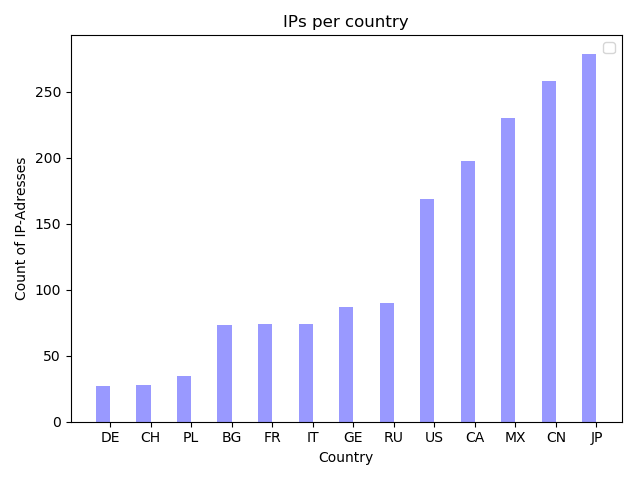 IPs per country
Count of IP-Adresses
250
200
150
100
50
0
DE CH PL BG FR IT GE RU US CA MX CN JP
Country